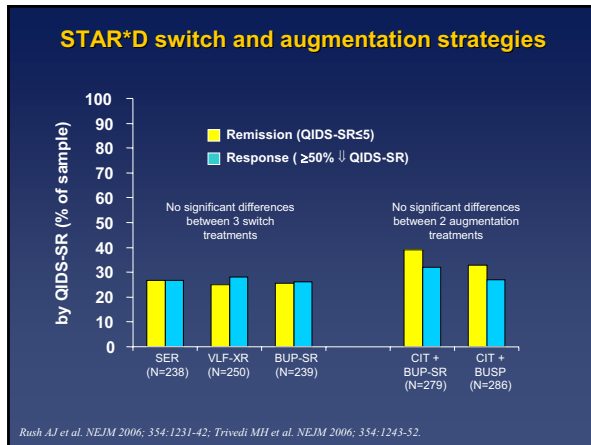 STAR*D switch and augmentation strategies
by QIDS-SR (% of sample)
100
90
80
70
60
50
40
30
20
10
0
Remission (QIDS-SR≤5)
Response ( ≥50% ⇓ QIDS-SR)
No significant differences
between 3 switch
treatments
No significant differences
between 2 augmentation
treatments
SER
(N=238)
VLF-XR
(N=250)
BUP-SR
(N=239)
CIT +
BUP-SR
(N=279)
CIT +
BUSP
(N=286)
Rush AJ et al. NEJM 2006; 354:1231-42; Trivedi MH et al. NEJM 2006; 354:1243-52.